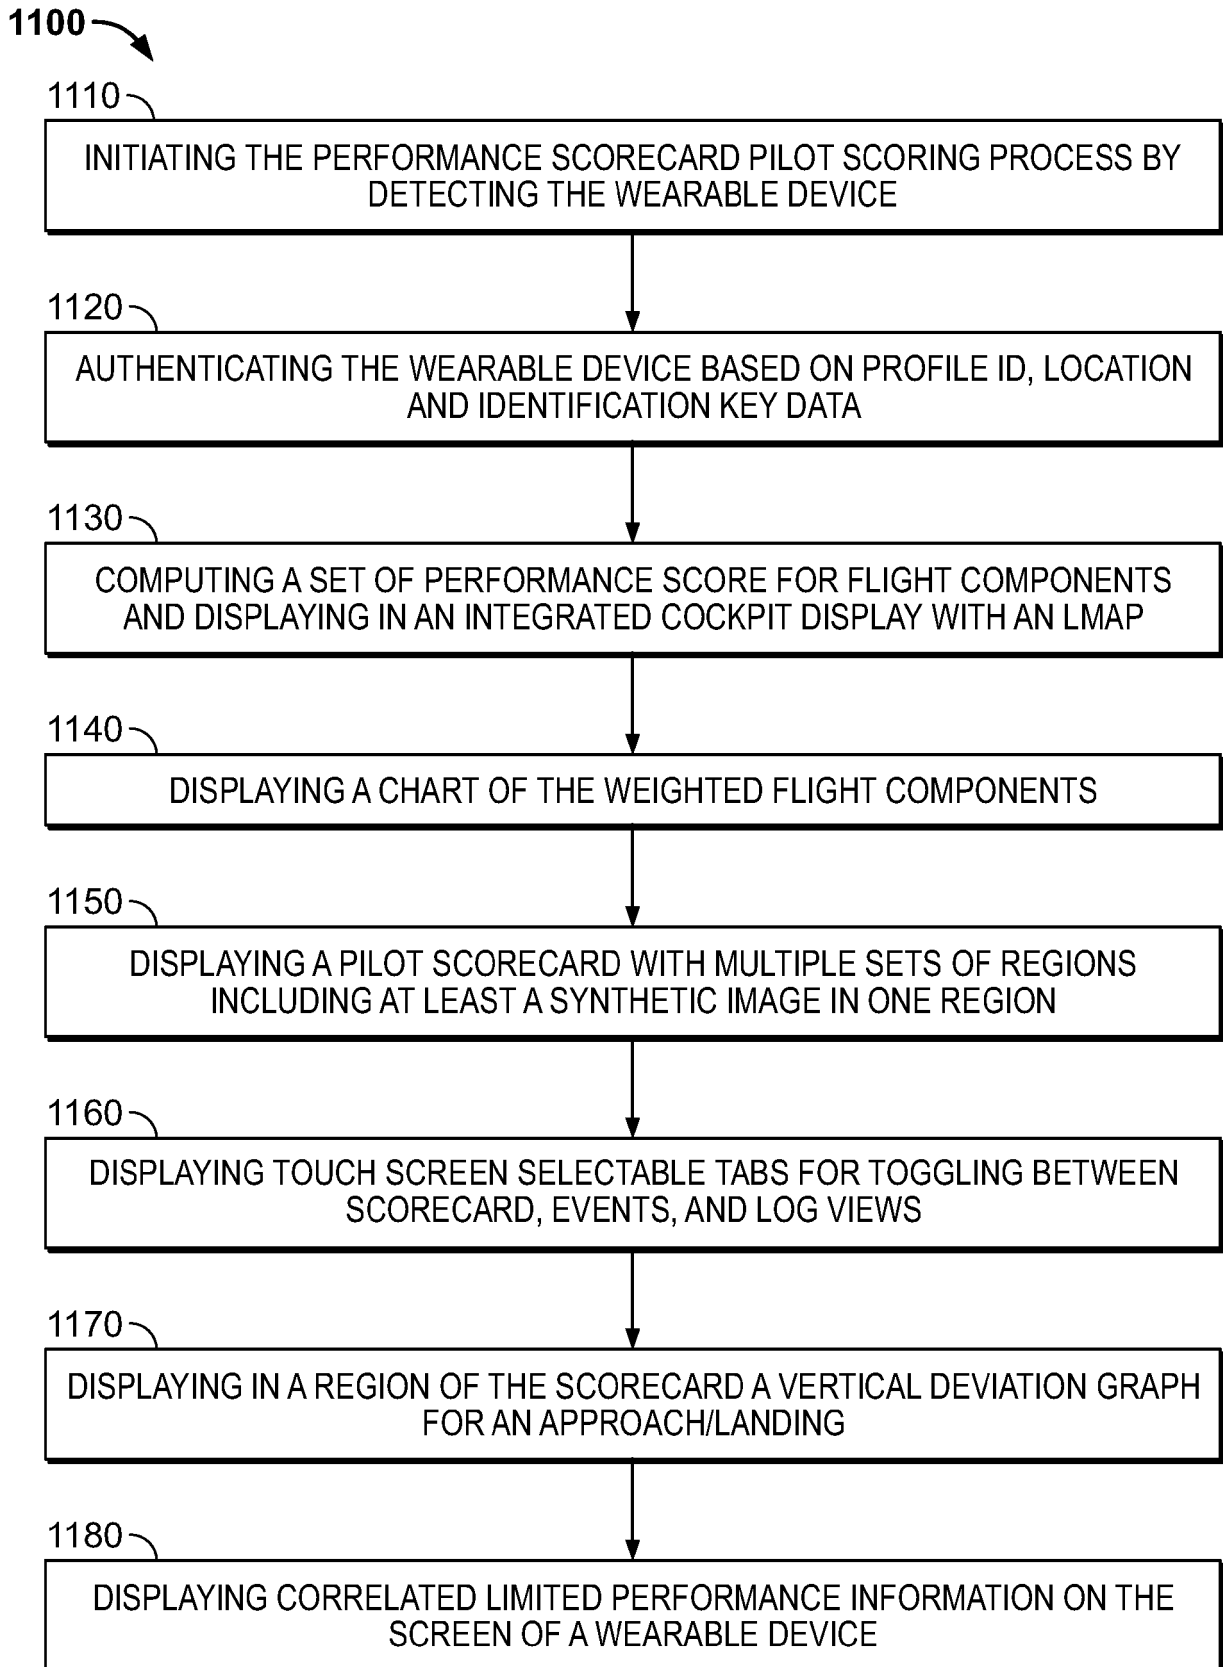 1100
1110
INITIATING THE PERFORMANCE SCORECARD PILOT SCORING PROCESS BY
DETECTING THE WEARABLE DEVICE
1120
AUTHENTICATING THE WEARABLE DEVICE BASED ON PROFILE ID, LOCATION
AND IDENTIFICATION KEY DATA
1130
COMPUTING A SET OF PERFORMANCE SCORE FOR FLIGHT COMPONENTS
AND DISPLAYING IN AN INTEGRATED COCKPIT DISPLAY WITH AN LMAP
1140
DISPLAYING A CHART OF THE WEIGHTED FLIGHT COMPONENTS
1150
DISPLAYING A PILOT SCORECARD WITH MULTIPLE SETS OF REGIONS
INCLUDING AT LEAST A SYNTHETIC IMAGE IN ONE REGION
1160
DISPLAYING TOUCH SCREEN SELECTABLE TABS FOR TOGGLING BETWEEN
SCORECARD, EVENTS, AND LOG VIEWS
1170
DISPLAYING IN A REGION OF THE SCORECARD A VERTICAL DEVIATION GRAPH
FOR AN APPROACH/LANDING
1180
DISPLAYING CORRELATED LIMITED PERFORMANCE INFORMATION ON THE
SCREEN OF A WEARABLE DEVICE